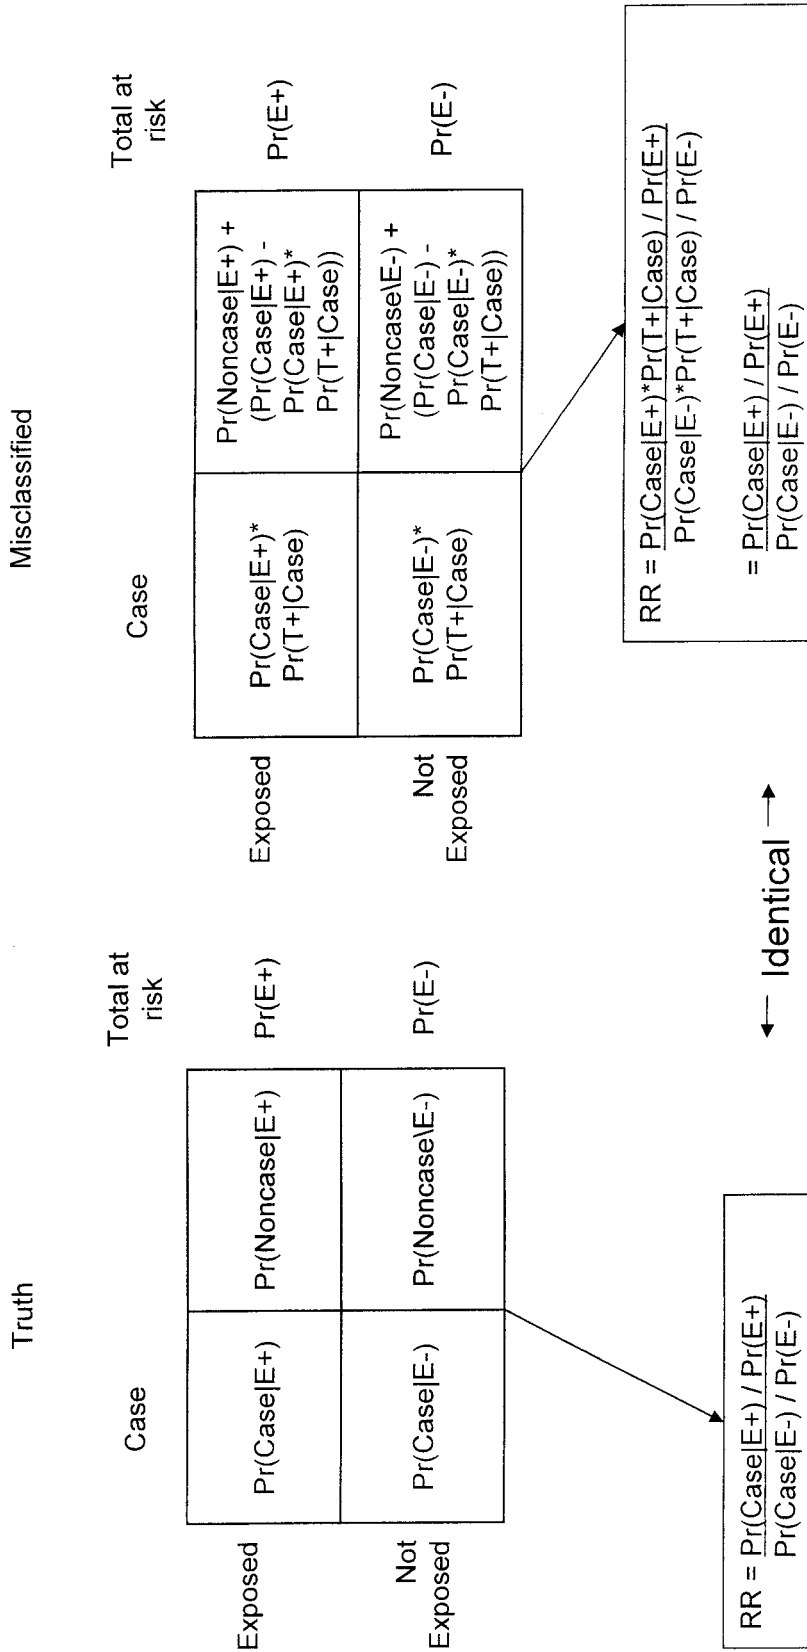 Truth
Case
Total at
risk
Exposed
Pr(Case|E+)
Pr(Noncase|E+)
Pr(E+)
Not
Exposed
Pr(Case|E-)
Pr(Noncase\E-)
Pr(E-)
RR = Pr(Case|E+) / Pr(E+)
Pr(Case|E-) / Pr(E-)
← Identical →
Misclassified
Case
Total at
risk
Exposed
Pr(Case|E+)*
Pr(T+|Case)
Pr(Noncase|E+) +
(Pr(Case|E+) -
Pr(Case|E+)*
Pr(T+|Case))
Pr(E+)
Not
Exposed
Pr(Case|E-)*
Pr(T+|Case)
Pr(Noncase\E-) +
(Pr(Case|E-) -
Pr(Case|E-)*
Pr(T+|Case))
Pr(E-)
RR = Pr(Case|E+)*Pr(T+|Case) / Pr(E+)
Pr(Case|E-)*Pr(T+|Case) / Pr(E-)
= Pr(Case|E+) / Pr(E+)
Pr(Case|E-) / Pr(E-)